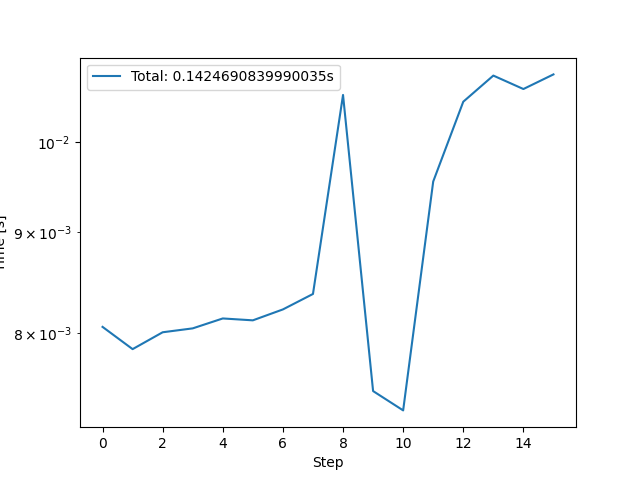 Total: 0.1424690839990035s
10⁻²
9 × 10⁻³
8 × 10⁻³
Time [s]
0 2 4 6 8 10 12 14
Step